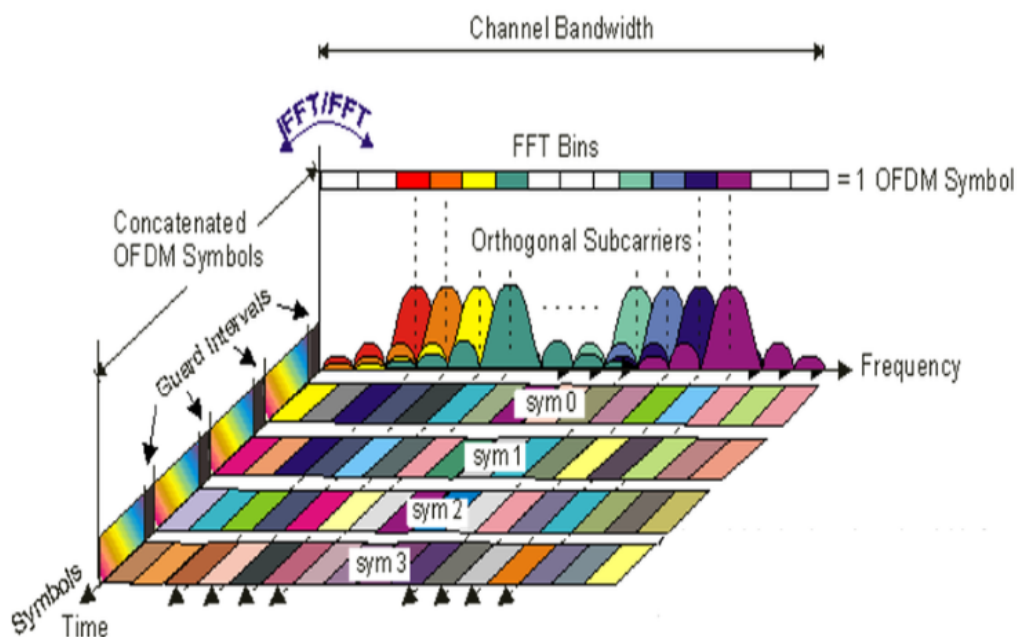 Channel Bandwidth
IFFT/FFT
FFT Bins
= 1 OFDM Symbol
Concatenated
OFDM Symbols
Orthogonal Subcarriers
Guard Intervals
Frequency
sym 0
sym 1
sym 2
sym 3
Symbols
Time